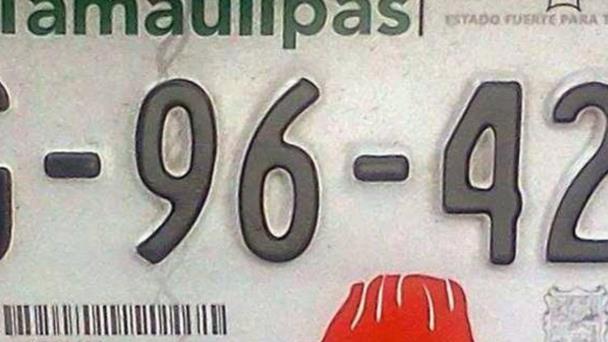 Tamaulipas
ESTADO FUERTE PARA T
-96-42